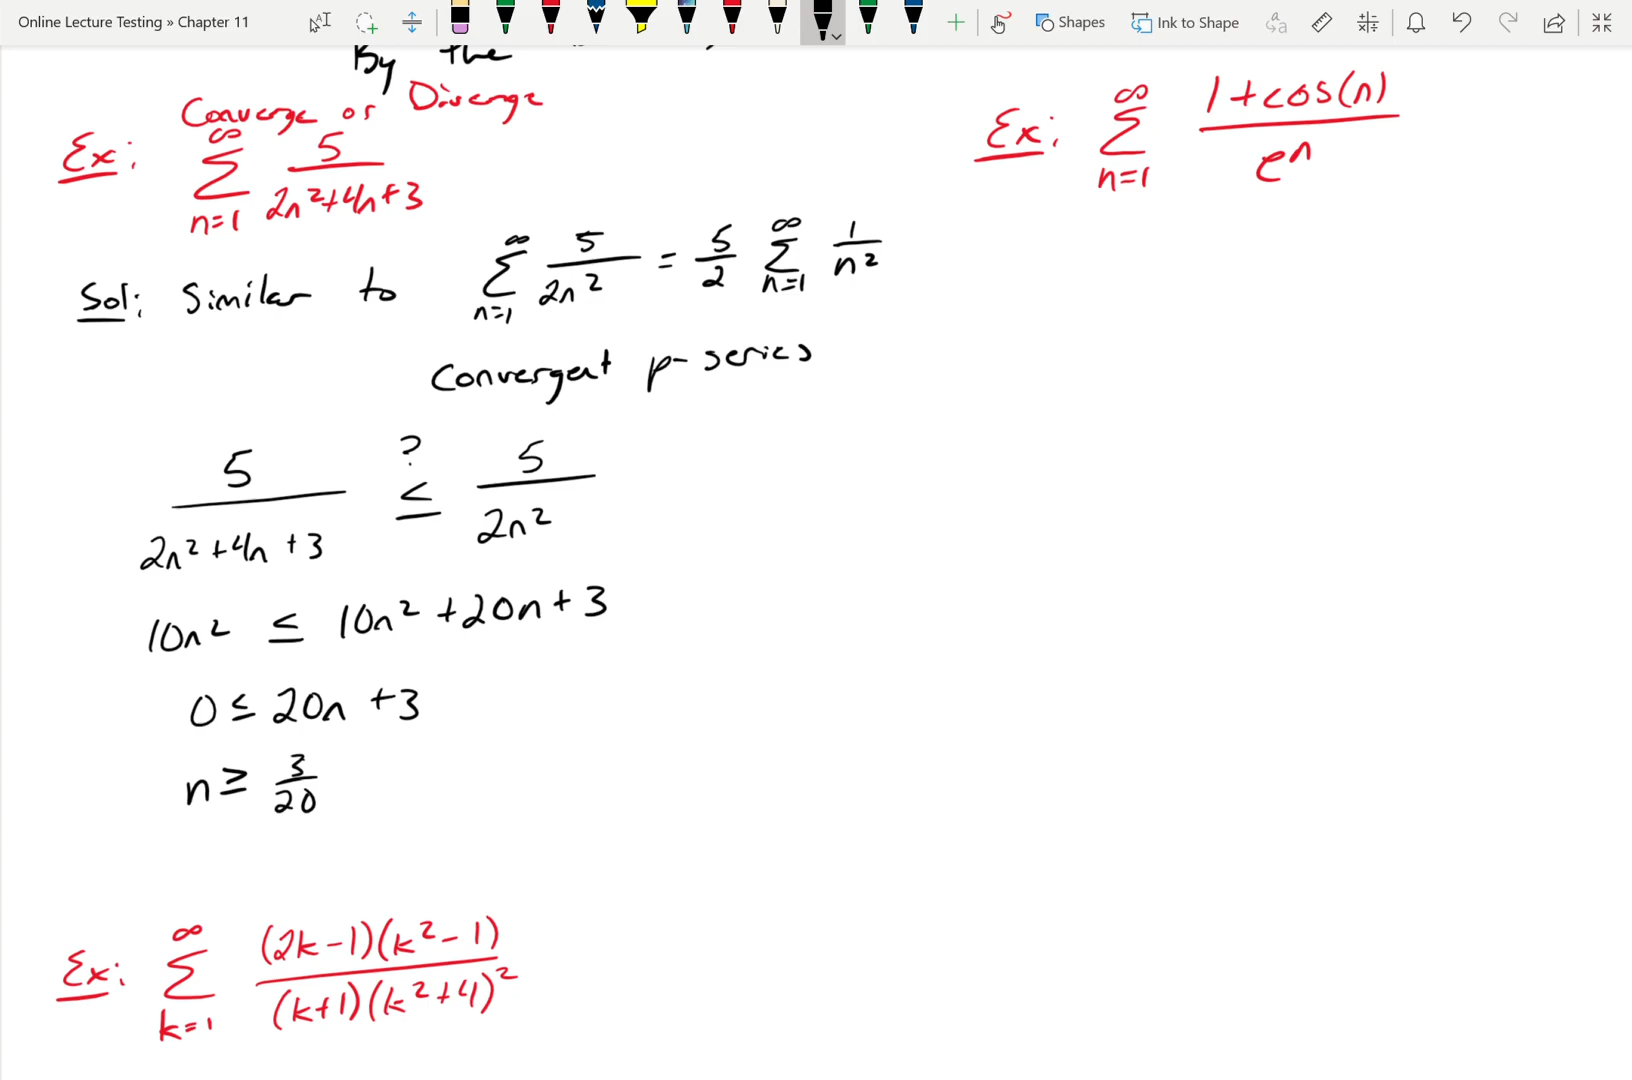 Online Lecture Testing » Chapter 11
Shapes
Ink to Shape
By the
Converge or Diverge
Ex: ∞ Σ n=1 5/(2n²+4n+3)
Sol: Similar to ∞ Σ n=1 5/(2n²) = 5/2 ∞ Σ n=1 1/n²
Convergent p-series
5/(2n²+4n+3) ?≤ 5/(2n²)
10n² ≤ 10n²+20n+3
0 ≤ 20n+3
n ≥ 3/20
Ex: ∞ Σ k=1 (2k-1)(k²-1)/((k+1)(k²+4)²)
Ex: ∞ Σ n=1 (1+cos(n))/eⁿ